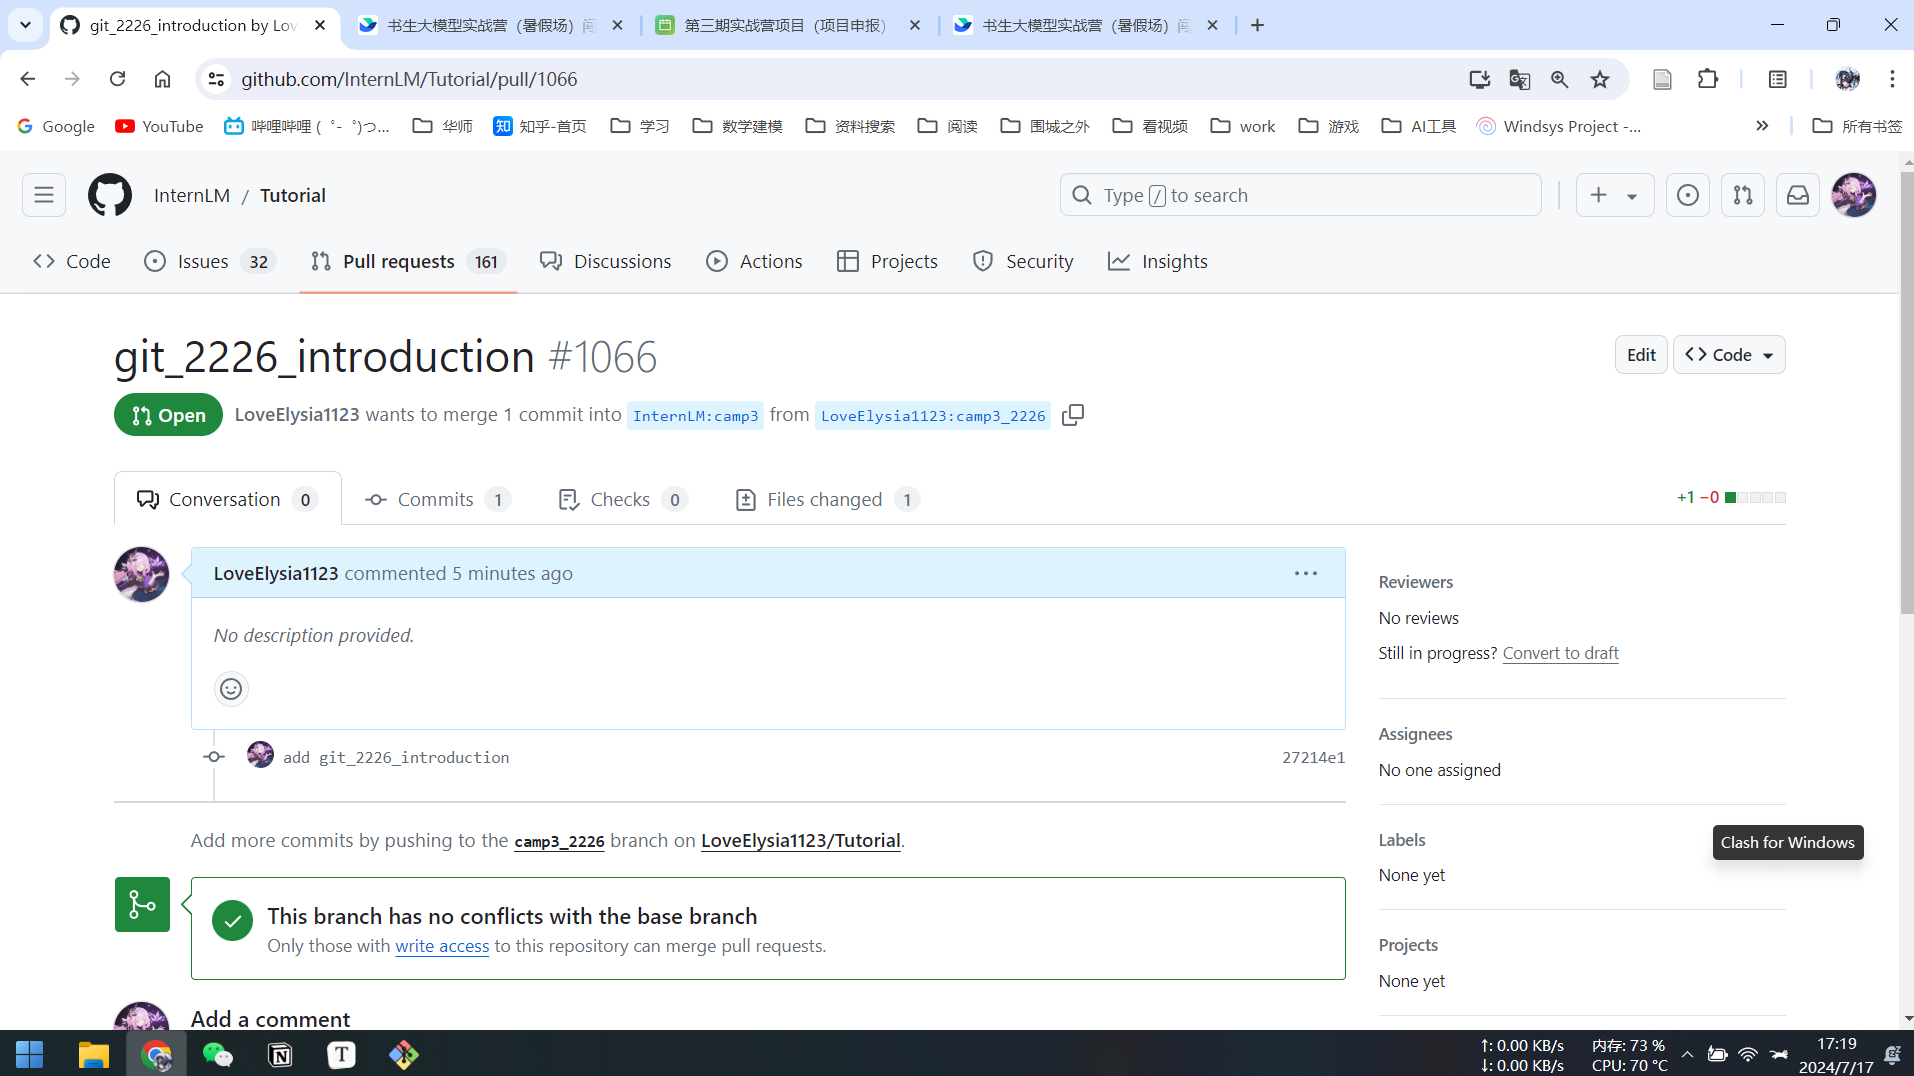 git_2226_introduction by Lov
书生大模型实战营（暑假场）闯
第三期实战营项目（项目申报）
书生大模型实战营（暑假场）闯
github.com/InternLM/Tutorial/pull/1066
Google
YouTube
哔哩哔哩 ( ゜- ゜)つ...
华师
知乎-首页
学习
数学建模
资料搜索
阅读
围城之外
看视频
work
游戏
AI工具
Windsys Project -...
»
所有书签
InternLM / Tutorial
Type / to search
Code
Issues 32
Pull requests 161
Discussions
Actions
Projects
Security
Insights
git_2226_introduction #1066
Edit
Code
Open
LoveElysia1123 wants to merge 1 commit into InternLM:camp3 from LoveElysia1123:camp3_2226
Conversation 0
Commits 1
Checks 0
Files changed 1
+1 −0
LoveElysia1123 commented 5 minutes ago
No description provided.
add git_2226_introduction
27214e1
Add more commits by pushing to the camp3_2226 branch on LoveElysia1123/Tutorial.
This branch has no conflicts with the base branch
Only those with write access to this repository can merge pull requests.
Add a comment
Reviewers
No reviews
Still in progress? Convert to draft
Assignees
No one assigned
Labels
None yet
Projects
None yet
Clash for Windows
↑: 0.00 KB/s
↓: 0.00 KB/s
内存: 73 %
CPU: 70 °C
17:19
2024/7/17